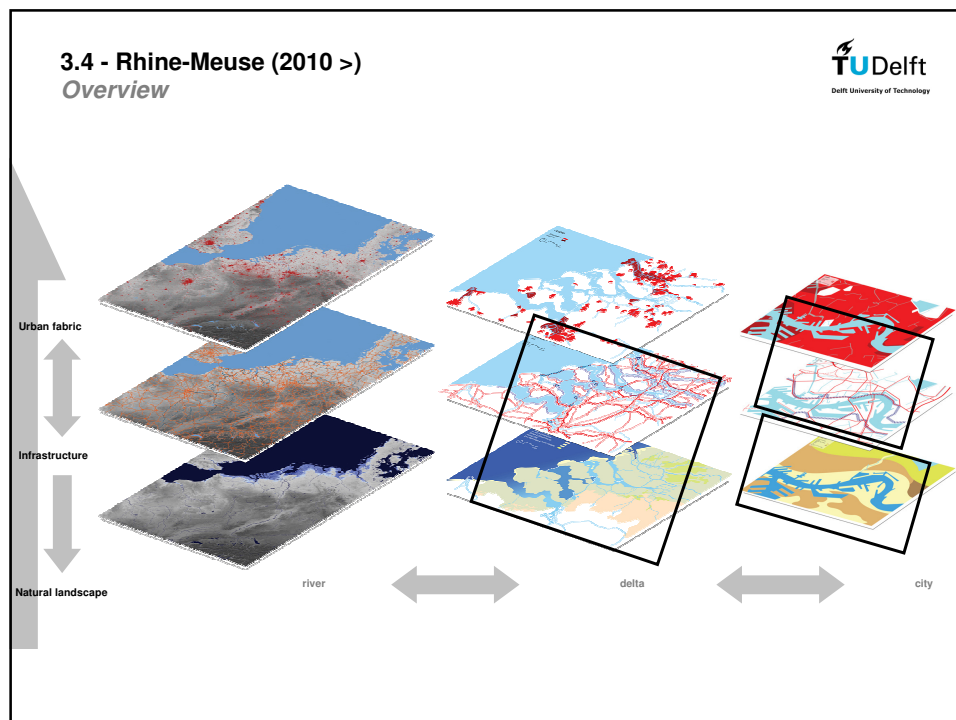 3.4 - Rhine-Meuse (2010 >)
Overview
TUDelft
Delft University of Technology
Urban fabric
Infrastructure
Natural landscape
river
delta
city